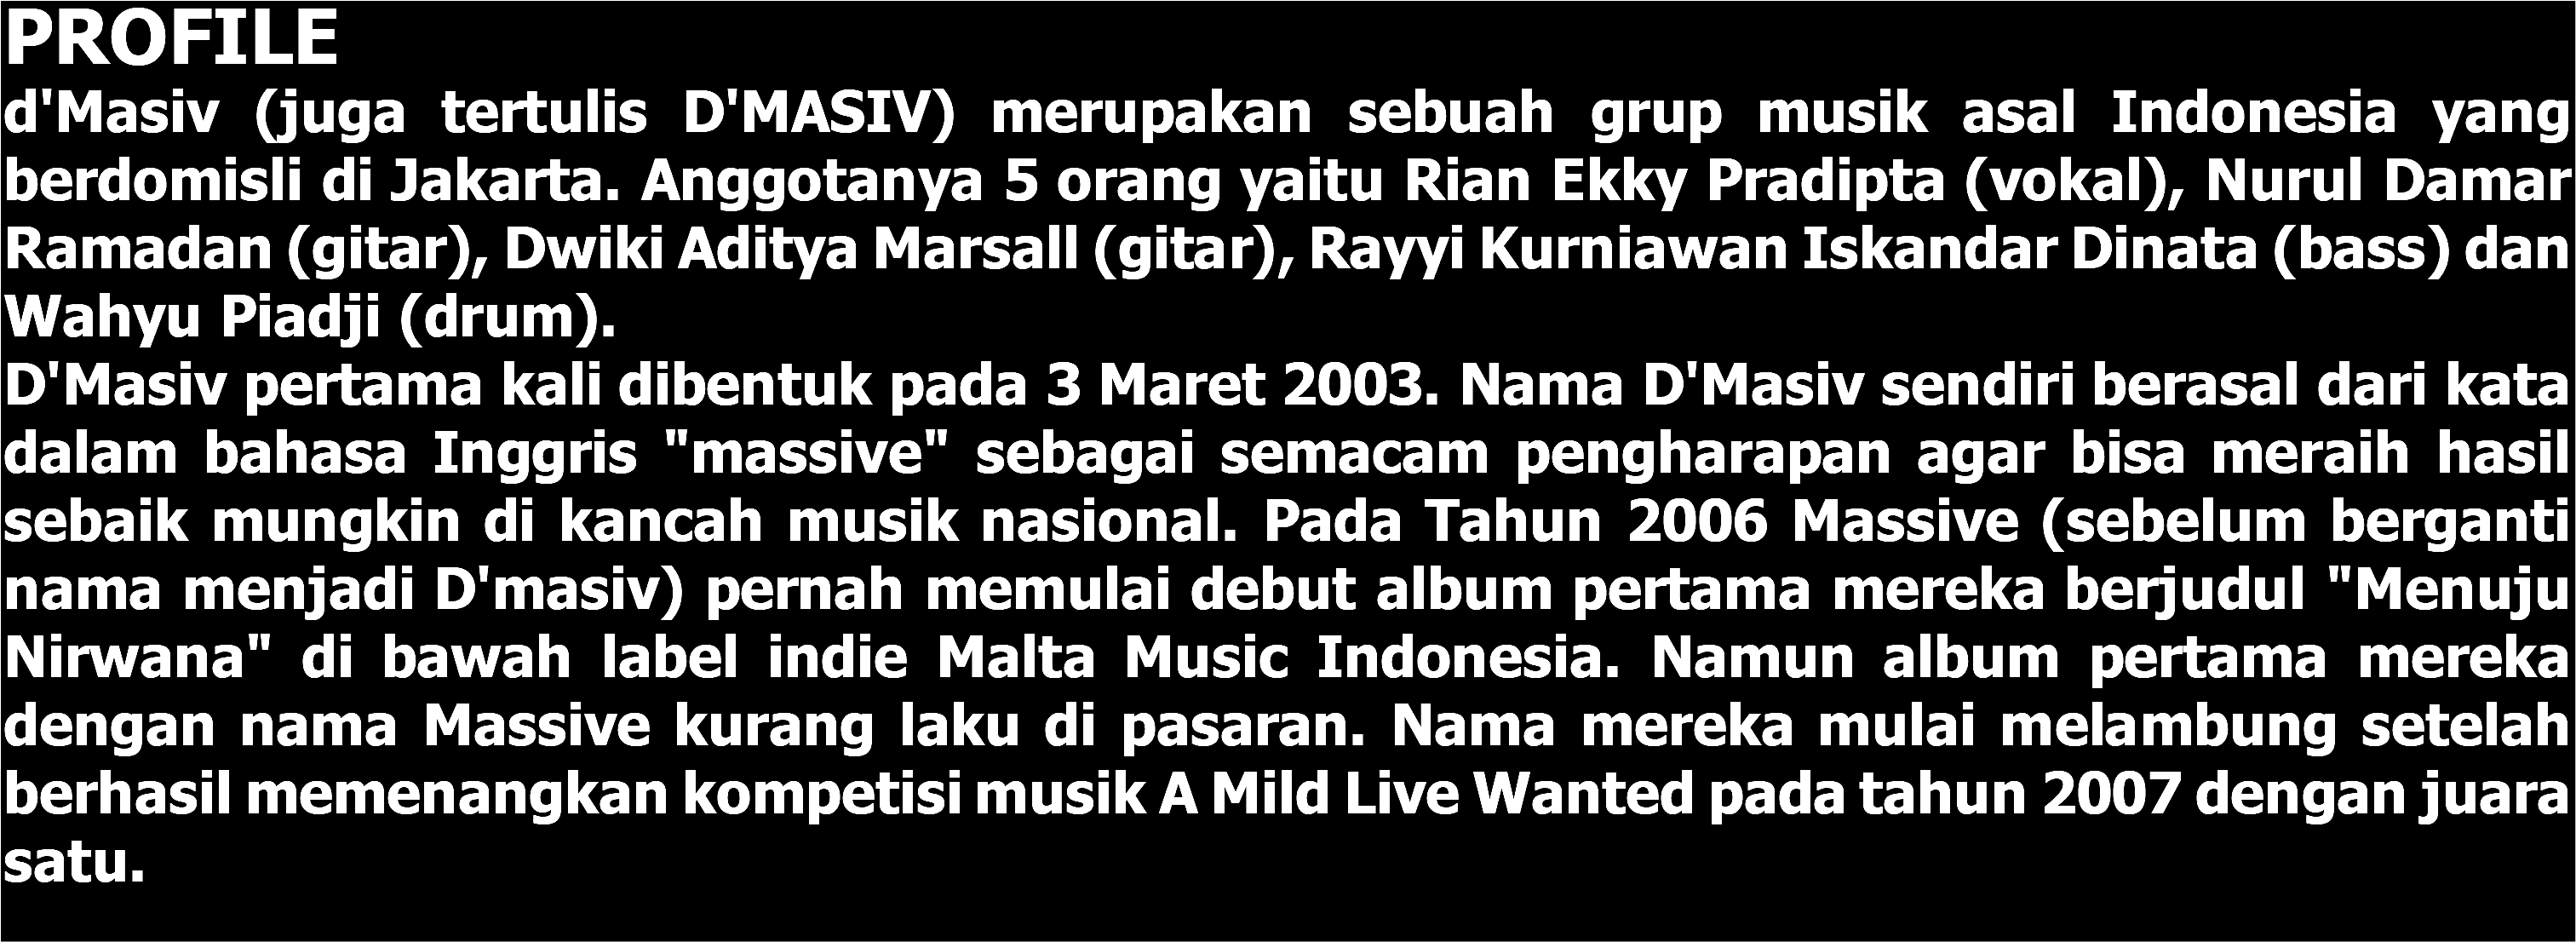 PROFILE
d'Masiv (juga tertulis D'MASIV) merupakan sebuah grup musik asal Indonesia yang
berdomisli di Jakarta. Anggotanya 5 orang yaitu Rian Ekky Pradipta (vokal), Nurul Damar
Ramadan (gitar), Dwiki Aditya Marsall (gitar), Rayyi Kurniawan Iskandar Dinata (bass) dan
Wahyu Piadji (drum).
D'Masiv pertama kali dibentuk pada 3 Maret 2003. Nama D'Masiv sendiri berasal dari kata
dalam bahasa Inggris "massive" sebagai semacam pengharapan agar bisa meraih hasil
sebaik mungkin di kancah musik nasional. Pada Tahun 2006 Massive (sebelum berganti
nama menjadi D'masiv) pernah memulai debut album pertama mereka berjudul "Menuju
Nirwana" di bawah label indie Malta Music Indonesia. Namun album pertama mereka
dengan nama Massive kurang laku di pasaran. Nama mereka mulai melambung setelah
berhasil memenangkan kompetisi musik A Mild Live Wanted pada tahun 2007 dengan juara
satu.